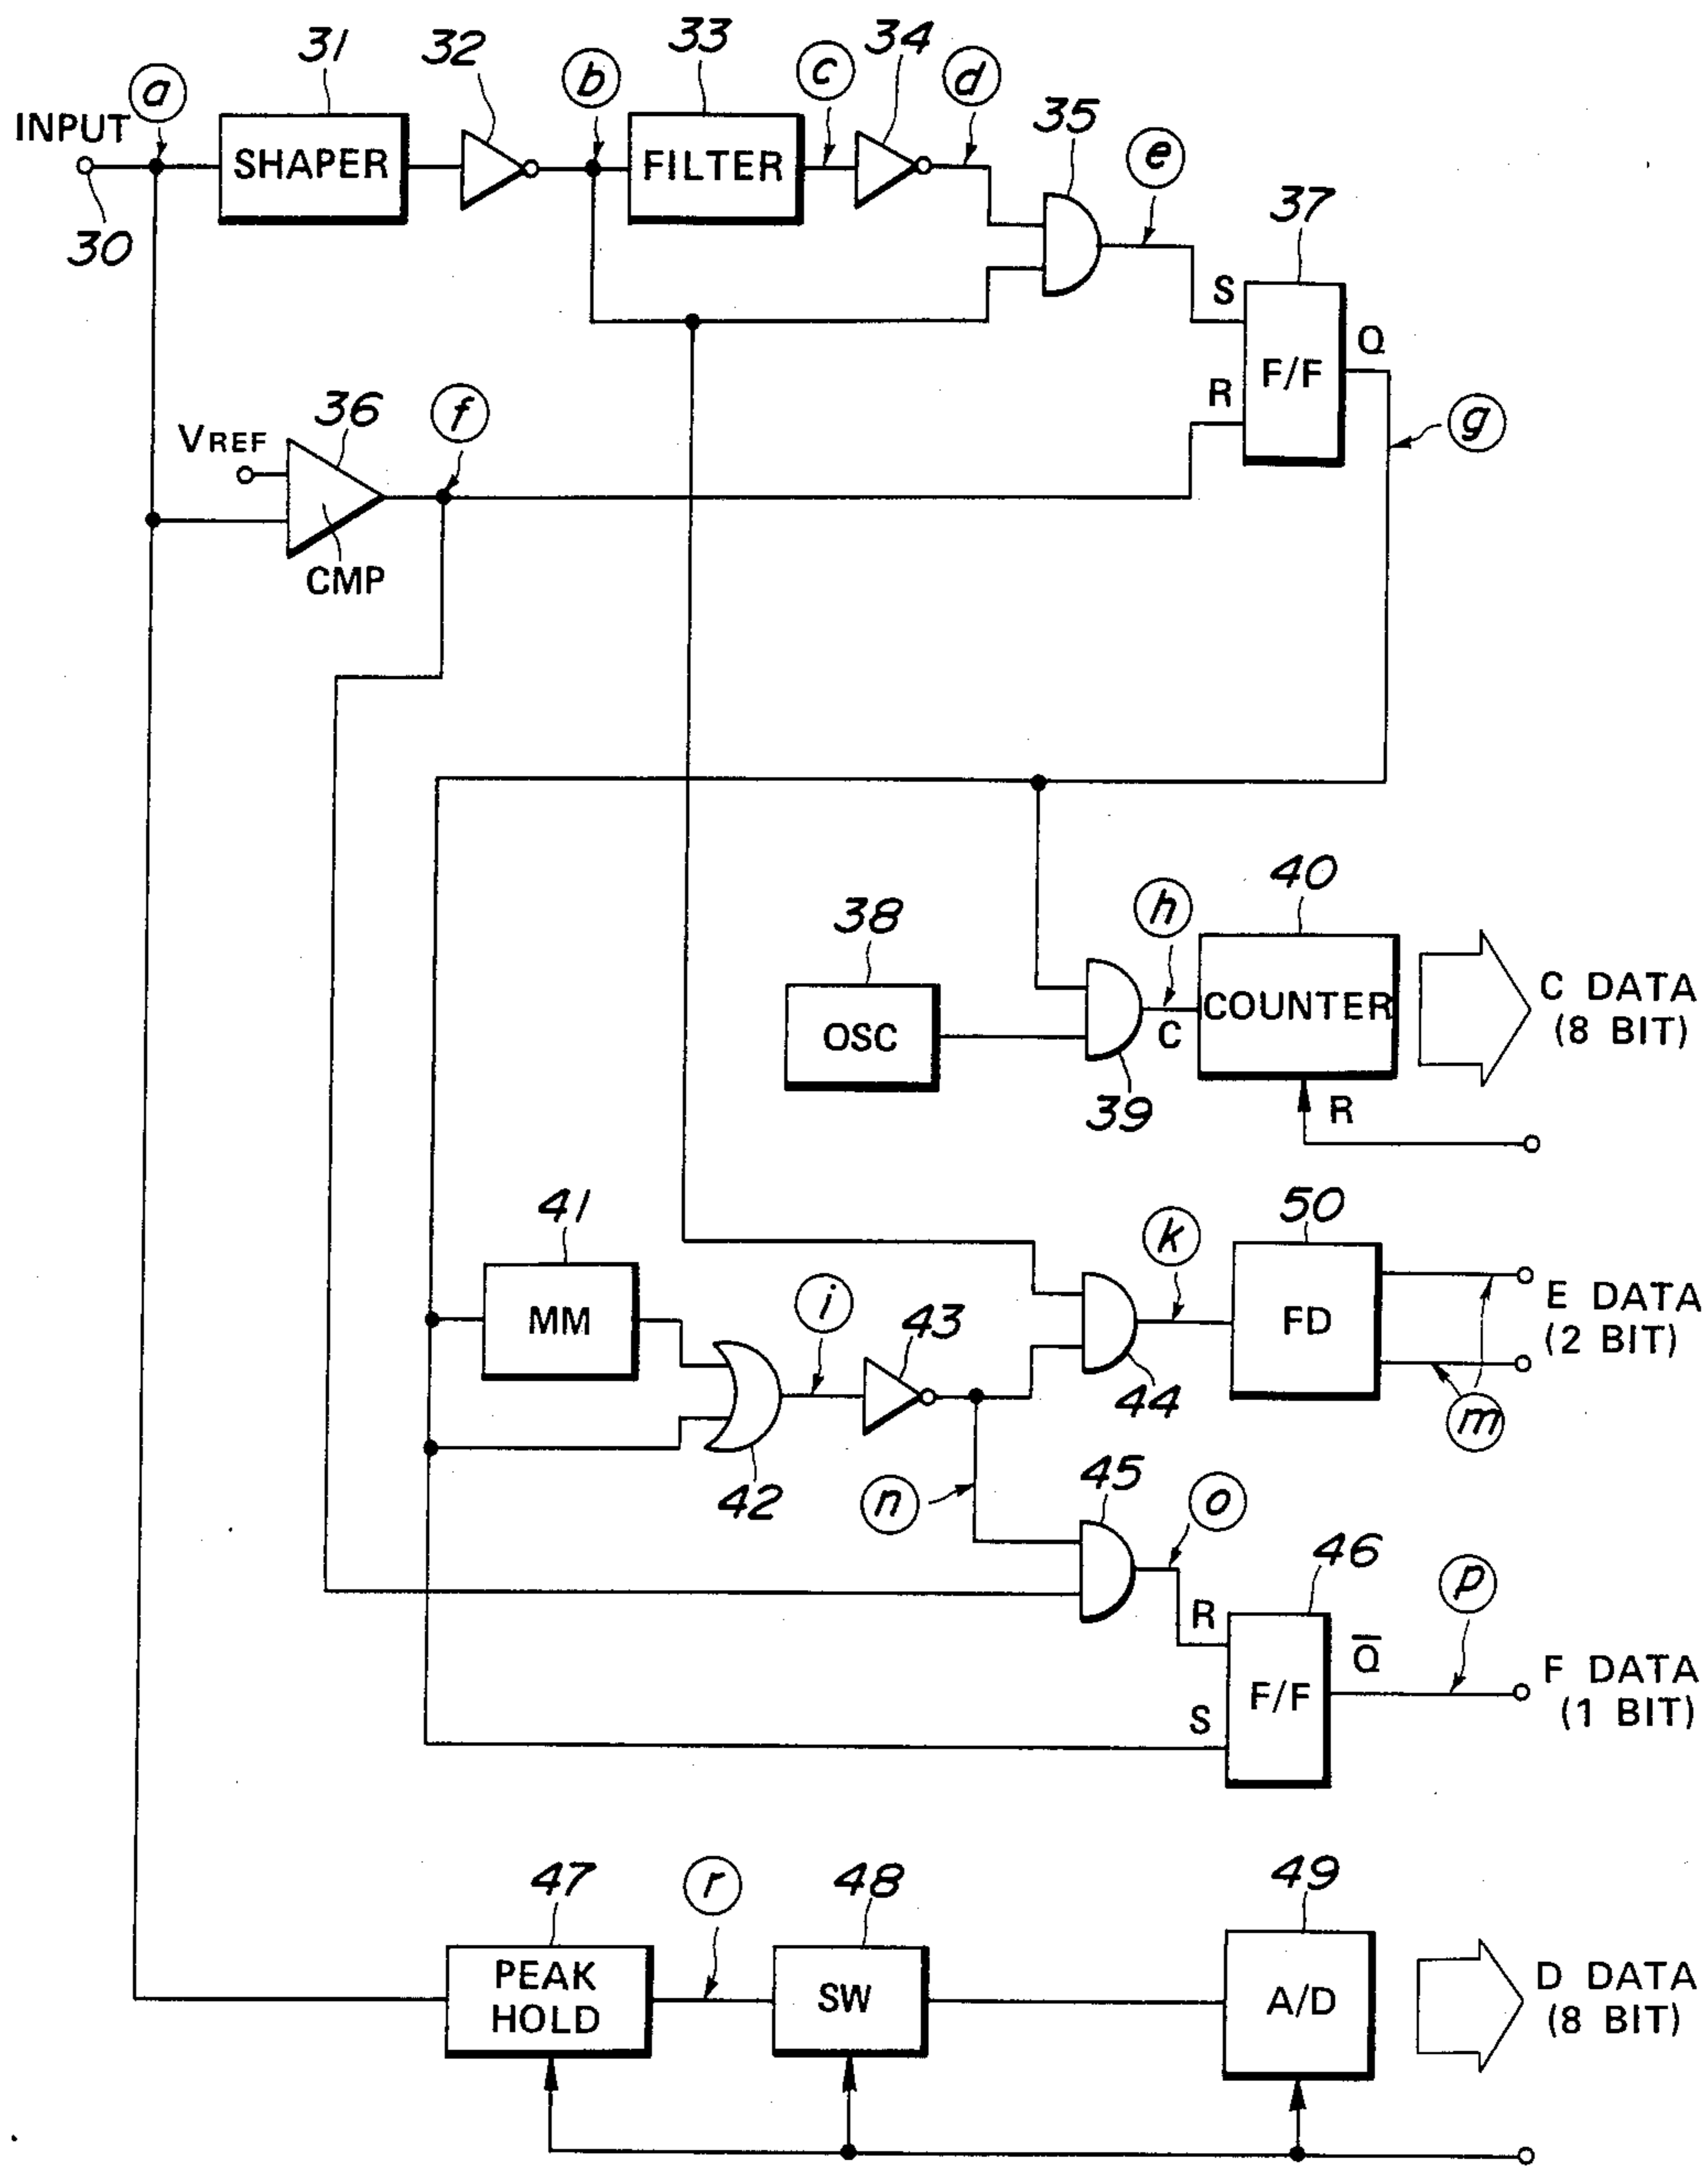 31
32
33
34
a
b
c
d
INPUT
SHAPER
FILTER
35
e
30
37
S
Q
F/F
R
36
f
g
VREF
CMP
40
38
h
C DATA
(8 BIT)
COUNTER
OSC
C
39
R
41
50
k
i
43
E DATA
(2 BIT)
MM
FD
44
m
42
n
45
o
46
p
R
Q̅
F DATA
(1 BIT)
F/F
S
47
r
48
49
PEAK
HOLD
SW
A/D
D DATA
(8 BIT)